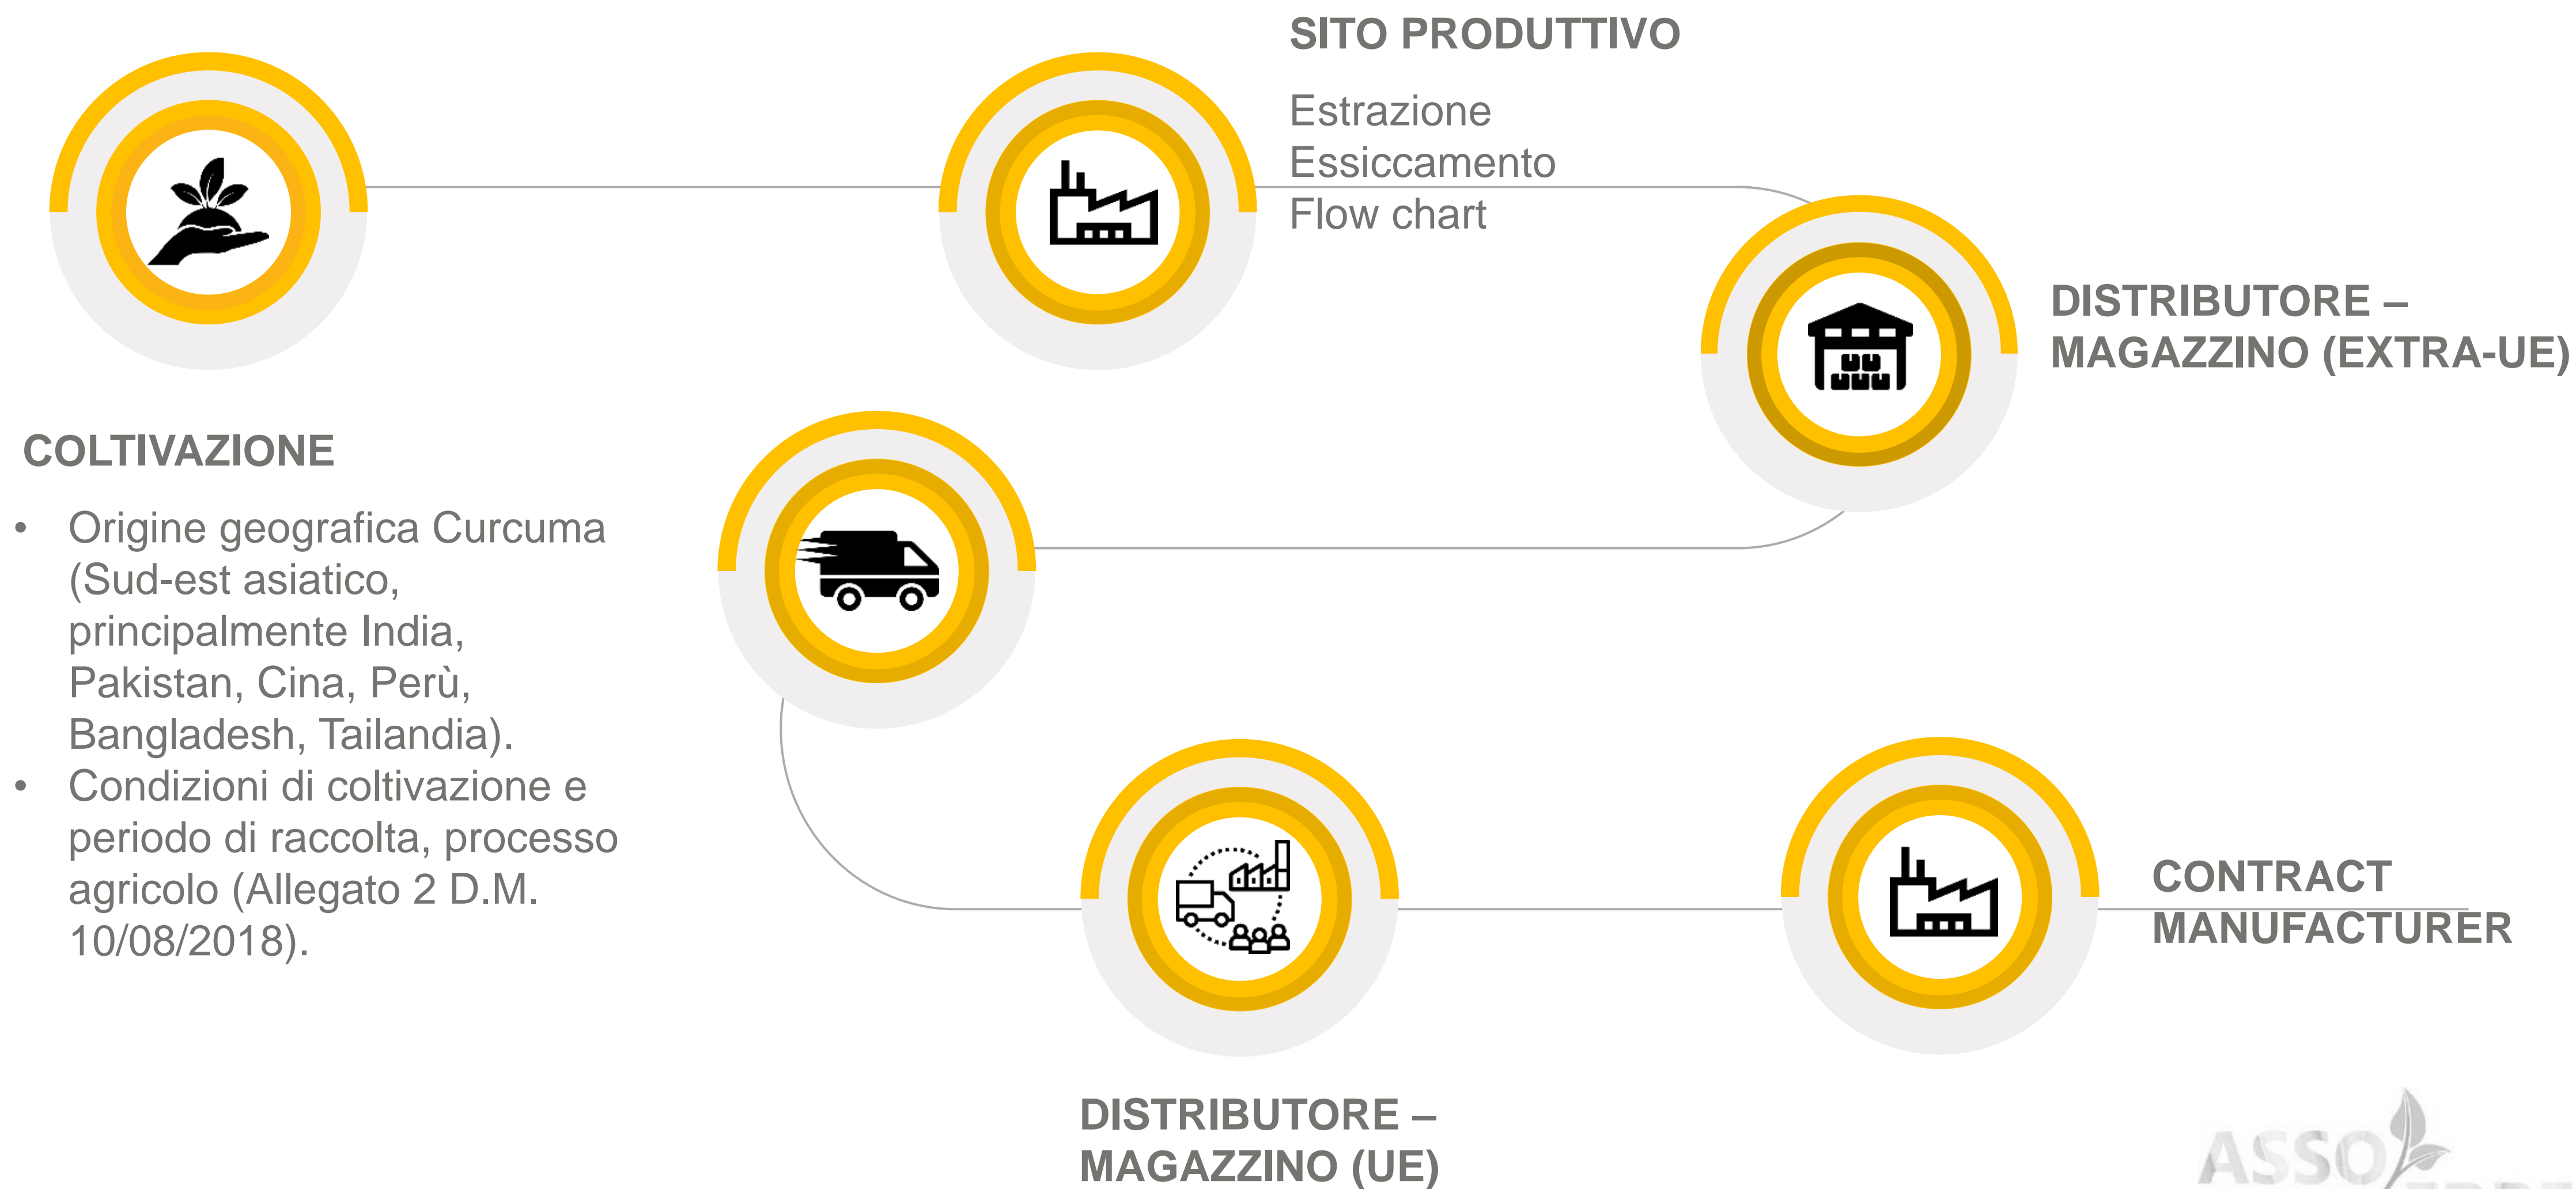 SITO PRODUTTIVO
Estrazione
Essiccamento
Flow chart
DISTRIBUTORE –
MAGAZZINO (EXTRA-UE)
COLTIVAZIONE
• Origine geografica Curcuma
(Sud-est asiatico,
principalmente India,
Pakistan, Cina, Perù,
Bangladesh, Tailandia).
• Condizioni di coltivazione e
periodo di raccolta, processo
agricolo (Allegato 2 D.M.
10/08/2018).
CONTRACT
MANUFACTURER
DISTRIBUTORE –
MAGAZZINO (UE)
ASSO